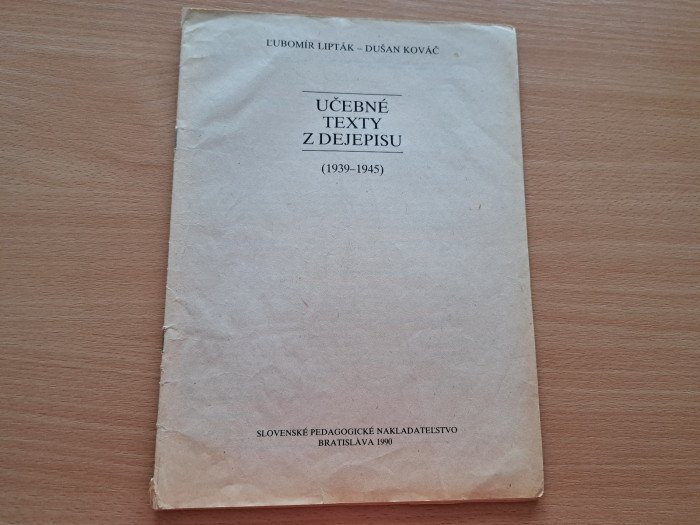 ĽUBOMÍR LIPTÁK – DUŠAN KOVÁČ
UČEBNÉ
TEXTY
Z DEJEPISU
(1939–1945)
SLOVENSKÉ PEDAGOGICKÉ NAKLADATEĽSTVO
BRATISLAVA 1990